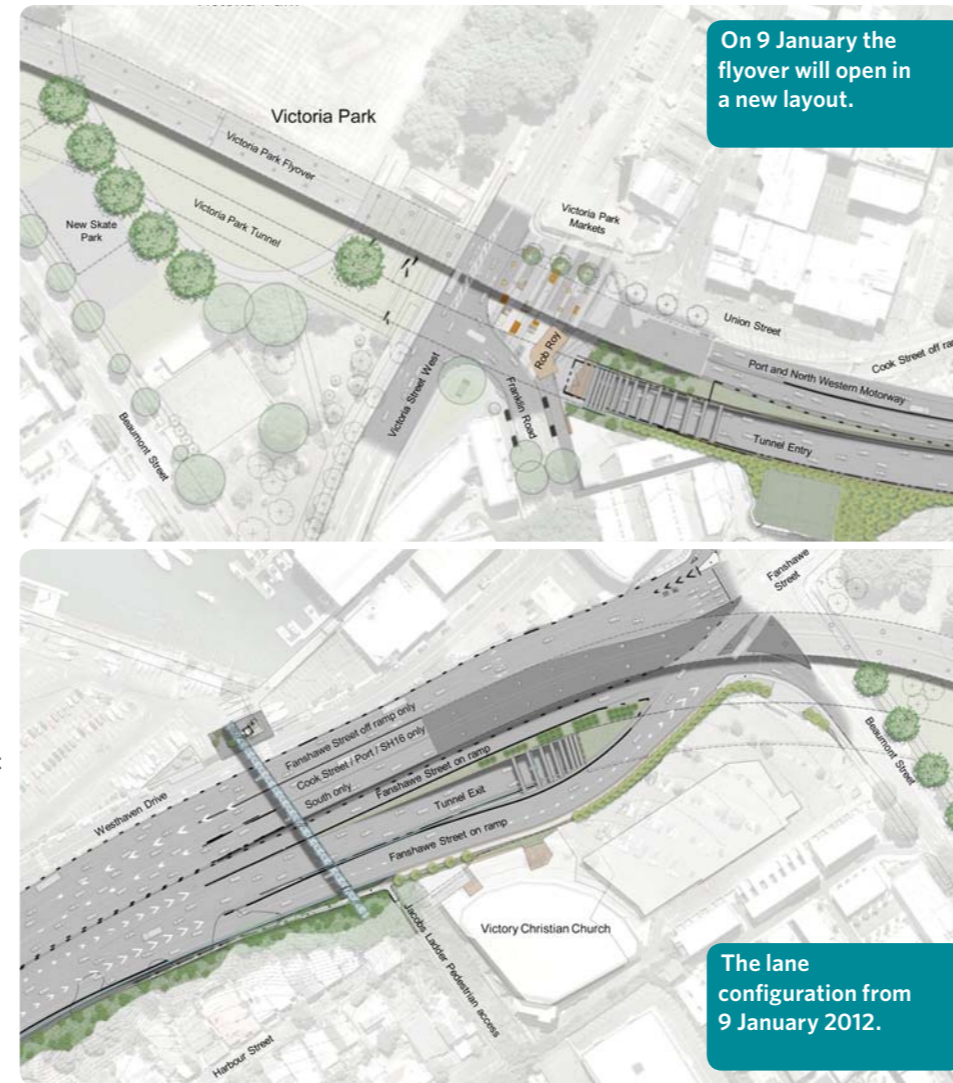 On 9 January the
flyover will open in
a new layout.
Victoria Park
Victoria Park Flyover
Victoria Park Tunnel
New Skate
Park
Victoria Park
Markets
Union Street
Cook Street off
Port and North Western Motorway
Rob Roy
Franklin Road
Victoria Street West
Tunnel Entry
Beaumont Street
Fanshawe
Street
Fanshawe Street off ramp only
Cook Street / Port / SH16 only
South only
Fanshawe Street on ramp
Westhaven Drive
Tunnel Exit
Fanshawe Street on ramp
Beaumont Street
Victory Christian Church
Jacobs Ladder Pedestrian access
Harbour Street
The lane
configuration from
9 January 2012.